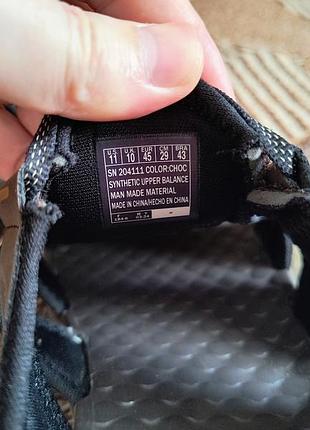 US UK EUR CM BRA
11 10 45 29 43
SN 204111 COLOR:CHOC
SYNTHETIC UPPER BALANCE
MAN MADE MATERIAL
MADE IN CHINA/HECHO EN CHINA